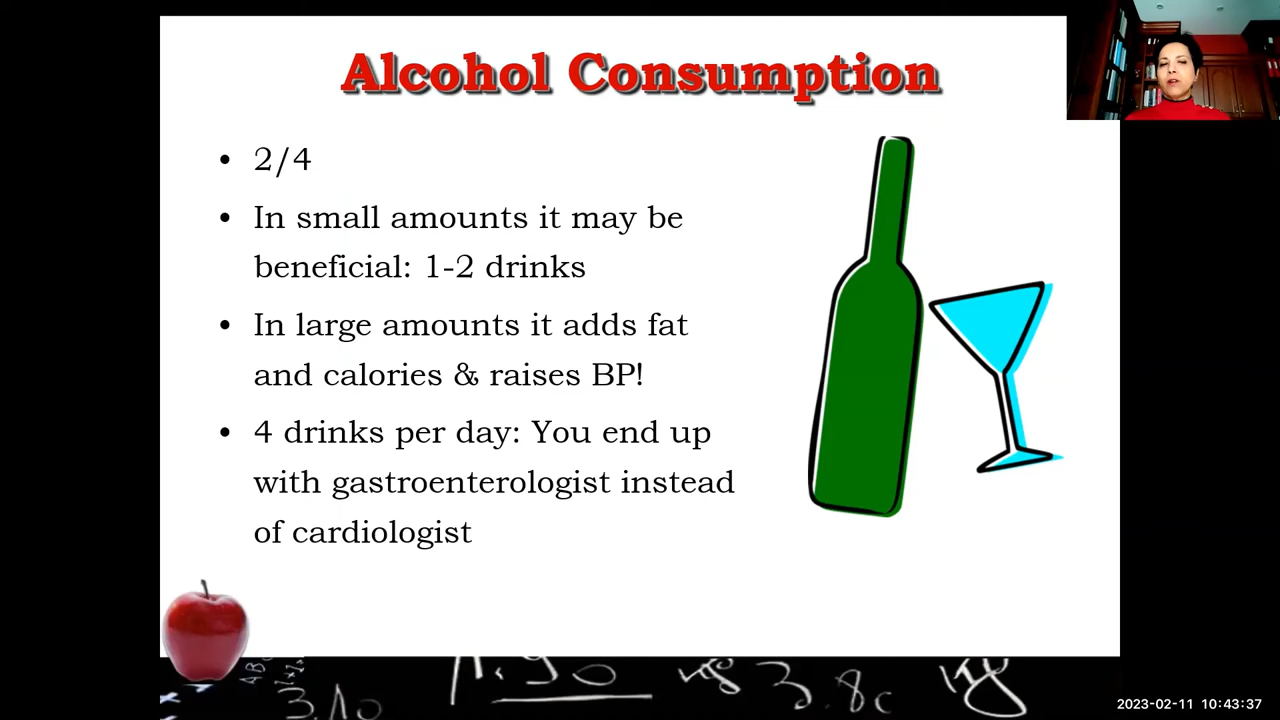 Alcohol Consumption
• 2/4
• In small amounts it may be
beneficial: 1-2 drinks
• In large amounts it adds fat
and calories & raises BP!
• 4 drinks per day: You end up
with gastroenterologist instead
of cardiologist
2023-02-11 10:43:37